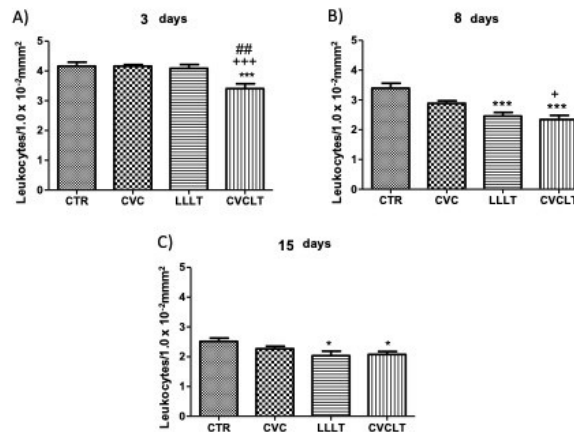 A)
3 days
Leukocytes/1.0 x 10⁻²mmm²
5
4
3
2
1
0
##
+++
***
CTR CVC LLLT CVCLT
B)
8 days
Leukocytes/1.0 x 10⁻²mmm²
5
4
3
2
1
0
***
+
***
CTR CVC LLLT CVCLT
C)
15 days
Leukocytes/1.0 x 10⁻²mmm²
5
4
3
2
1
0
* *
CTR CVC LLLT CVCLT